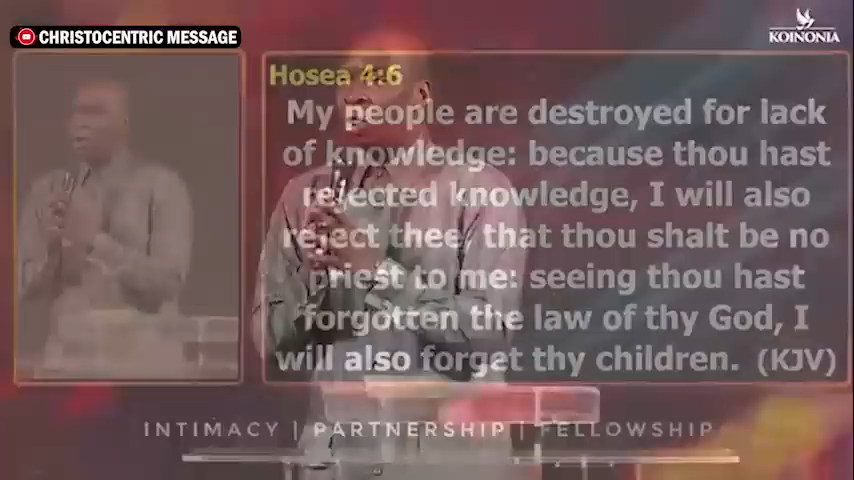 CHRISTOCENTRIC MESSAGE
KOINONIA
Hosea 4:6
My people are destroyed for lack
of knowledge: because thou hast
rejected knowledge, I will also
reject thee, that thou shalt be no
priest to me: seeing thou hast
forgotten the law of thy God, I
will also forget thy children. (KJV)
INTIMACY | PARTNERSHIP | FELLOWSHIP